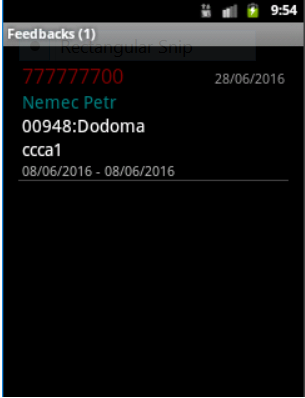 9:54
Feedbacks (1)
Rectangular Snip
777777700 28/06/2016
Nemec Petr
00948:Dodoma
ccca1
08/06/2016 - 08/06/2016